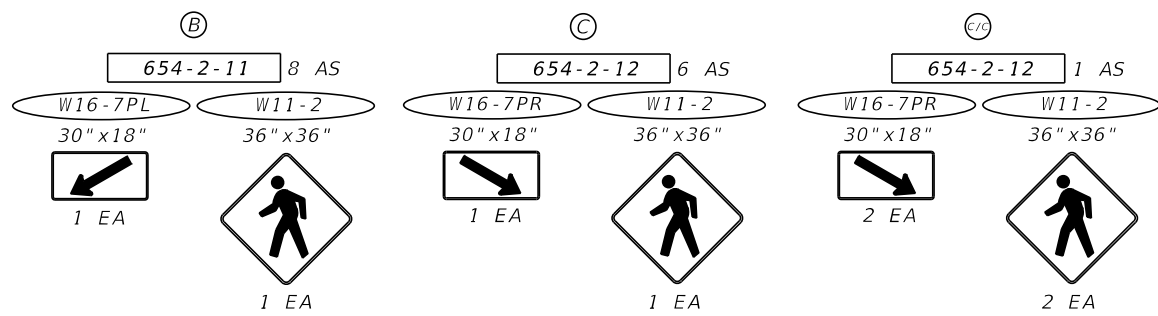 B
654-2-11 8 AS
W16-7PL W11-2
30"x18" 36"x36"
1 EA
1 EA
C
654-2-12 6 AS
W16-7PR W11-2
30"x18" 36"x36"
1 EA
1 EA
C/C
654-2-12 1 AS
W16-7PR W11-2
30"x18" 36"x36"
2 EA
2 EA